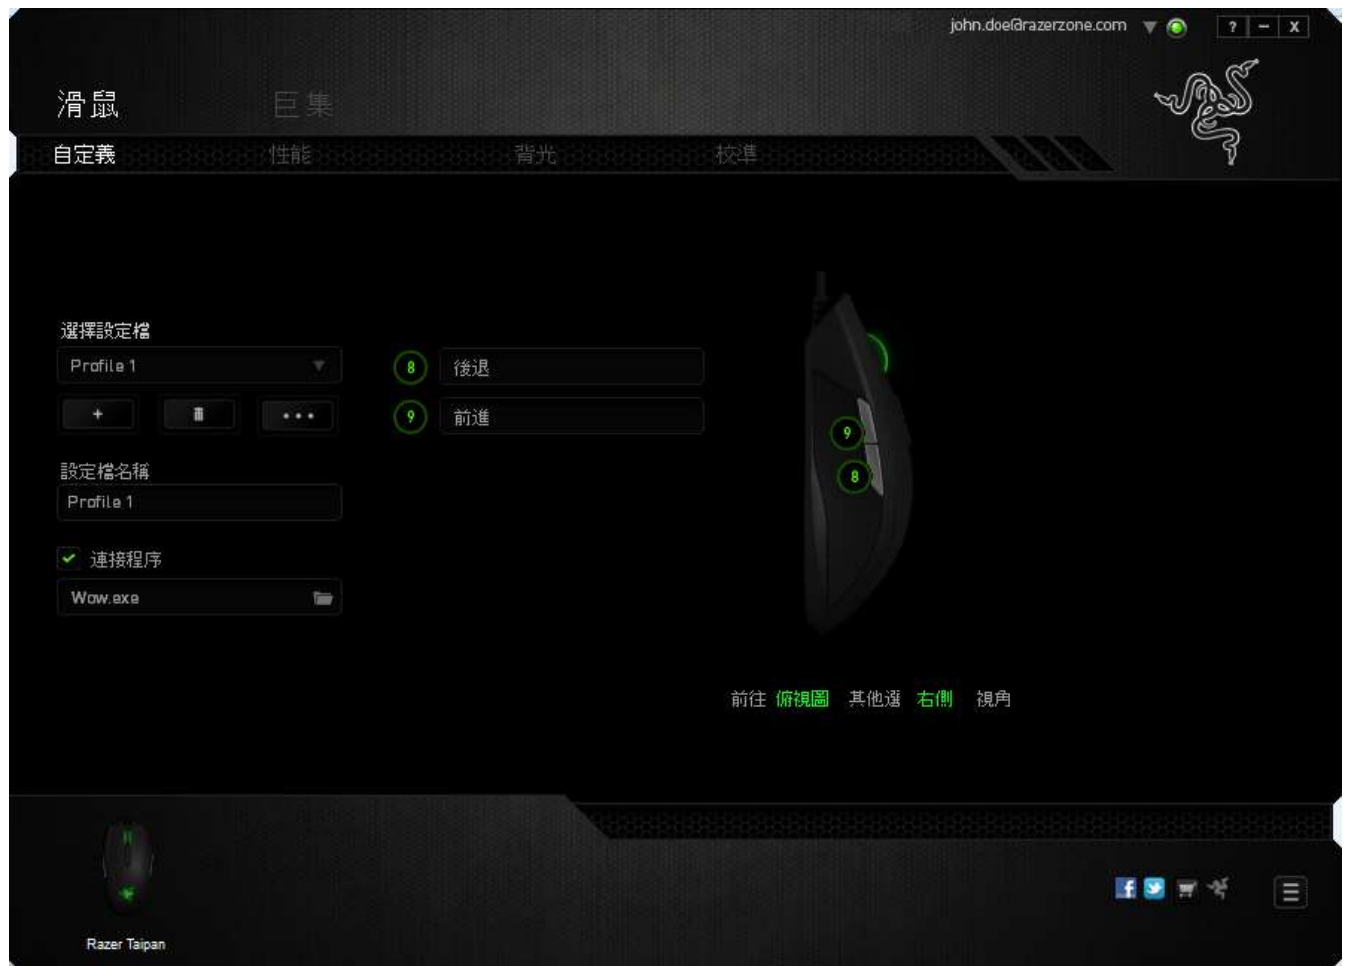 john.doe@razerzone.com
? - X
滑鼠 巨集
自定義 性能 背光 校準
選擇設定檔
Profile 1
8 後退
+
9 前進
設定檔名稱
Profile 1
連接程序
Wow.exe
9
8
前往 俯視圖 其他選 右側 視角
Razer Taipan